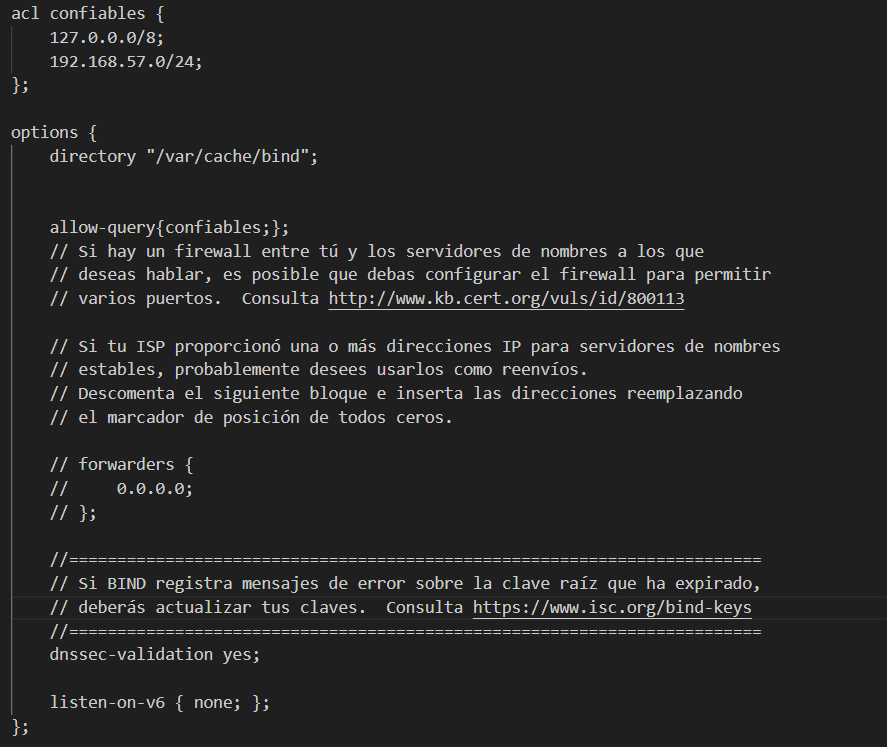 acl confiables {
    127.0.0.0/8;
    192.168.57.0/24;
};
options {
    directory "/var/cache/bind";
    allow-query{confiables;};
    // Si hay un firewall entre tú y los servidores de nombres a los que
    // deseas hablar, es posible que debas configurar el firewall para permitir
    // varios puertos.  Consulta http://www.kb.cert.org/vuls/id/800113
    // Si tu ISP proporcionó una o más direcciones IP para servidores de nombres
    // estables, probablemente desees usarlos como reenvíos.
    // Descomenta el siguiente bloque e inserta las direcciones reemplazando
    // el marcador de posición de todos ceros.
    // forwarders {
    //     0.0.0.0;
    // };
    //========================================================================
    // Si BIND registra mensajes de error sobre la clave raíz que ha expirado,
    // deberás actualizar tus claves.  Consulta https://www.isc.org/bind-keys
    //========================================================================
    dnssec-validation yes;
    listen-on-v6 { none; };
};